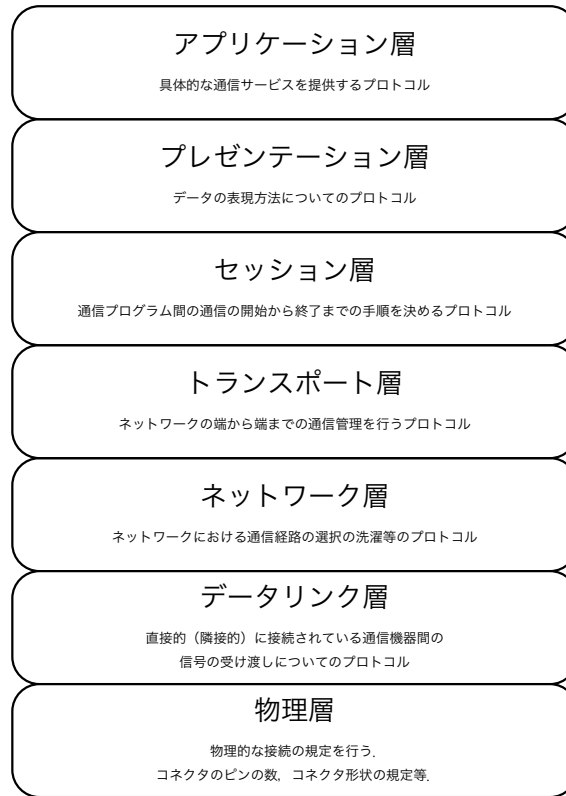 アプリケーション層
具体的な通信サービスを提供するプロトコル
プレゼンテーション層
データの表現方法についてのプロトコル
セッション層
通信プログラム間の通信の開始から終了までの手順を決めるプロトコル
トランスポート層
ネットワークの端から端までの通信管理を行うプロトコル
ネットワーク層
ネットワークにおける通信経路の選択の洗濯等のプロトコル
データリンク層
直接的（隣接的）に接続されている通信機器間の
信号の受け渡しについてのプロトコル
物理層
物理的な接続の規定を行う．
コネクタのピンの数，コネクタ形状の規定等．